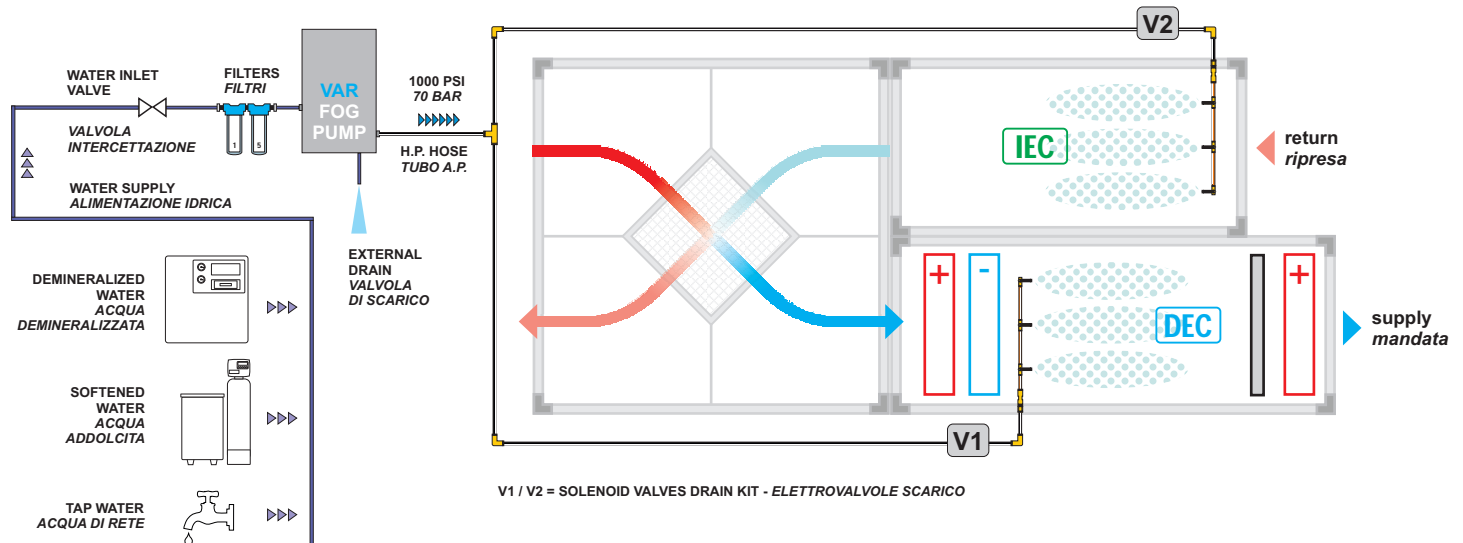 V2
WATER INLET
VALVE
FILTERS
FILTRI
1
5
VAR
FOG
PUMP
1000 PSI
70 BAR
H.P. HOSE
TUBO A.P.
VALVOLA
INTERCETTAZIONE
WATER SUPPLY
ALIMENTAZIONE IDRICA
EXTERNAL
DRAIN
VALVOLA
DI SCARICO
IEC
return
ripresa
DEMINERALIZED
WATER
ACQUA
DEMINERALIZZATA
+
-
+
DEC
supply
mandata
SOFTENED
WATER
ACQUA
ADDOLCITA
V1
V1 / V2 = SOLENOID VALVES DRAIN KIT - ELETTROVALVOLE SCARICO
TAP WATER
ACQUA DI RETE